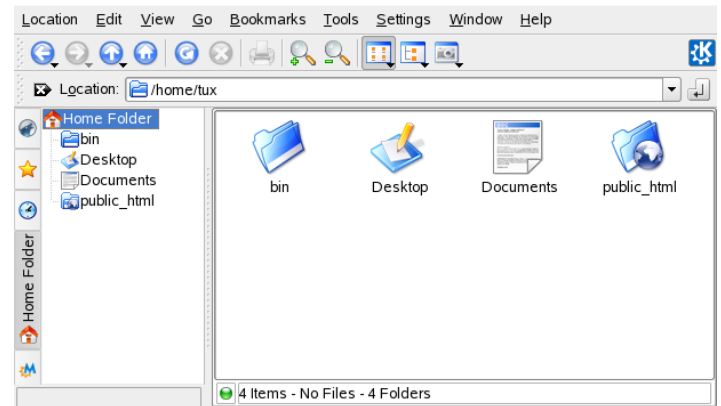 Location Edit View Go Bookmarks Tools Settings Window Help
Location: /home/tux
Home Folder
bin
Desktop
Documents
public_html
Home Folder
bin Desktop Documents public_html
4 Items - No Files - 4 Folders